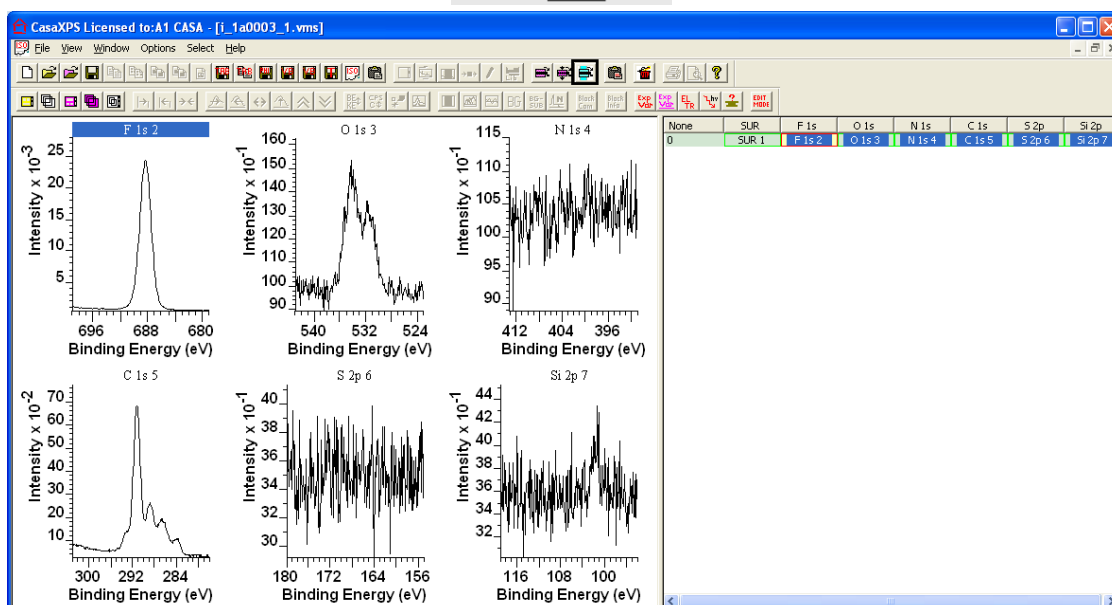 CasaXPS Licensed to:A1 CASA - [i_1a0003_1.vms]
File View Window Options Select Help
BE+ KE+ CPS C+ BG BG-SUB Block Com Block Info Exp Var Exp Var EL TR hv EDIT MODE
F 1s 2
Intensity x 10⁻³
25
20
15
10
5
696 688 680
Binding Energy (eV)
O 1s 3
Intensity x 10⁻¹
160
150
140
130
120
110
100
90
540 532 524
Binding Energy (eV)
N 1s 4
Intensity x 10⁻¹
115
110
105
100
95
90
412 404 396
Binding Energy (eV)
C 1s 5
Intensity x 10⁻²
70
60
50
40
30
20
10
300 292 284
Binding Energy (eV)
S 2p 6
Intensity x 10⁻¹
40
38
36
34
32
30
180 172 164 156
Binding Energy (eV)
Si 2p 7
Intensity x 10⁻¹
44
42
40
38
36
34
32
116 108 100
Binding Energy (eV)
None SUR F 1s O 1s N 1s C 1s S 2p Si 2p
0 SUR 1 F 1s 2 O 1s 3 N 1s 4 C 1s 5 S 2p 6 Si 2p 7